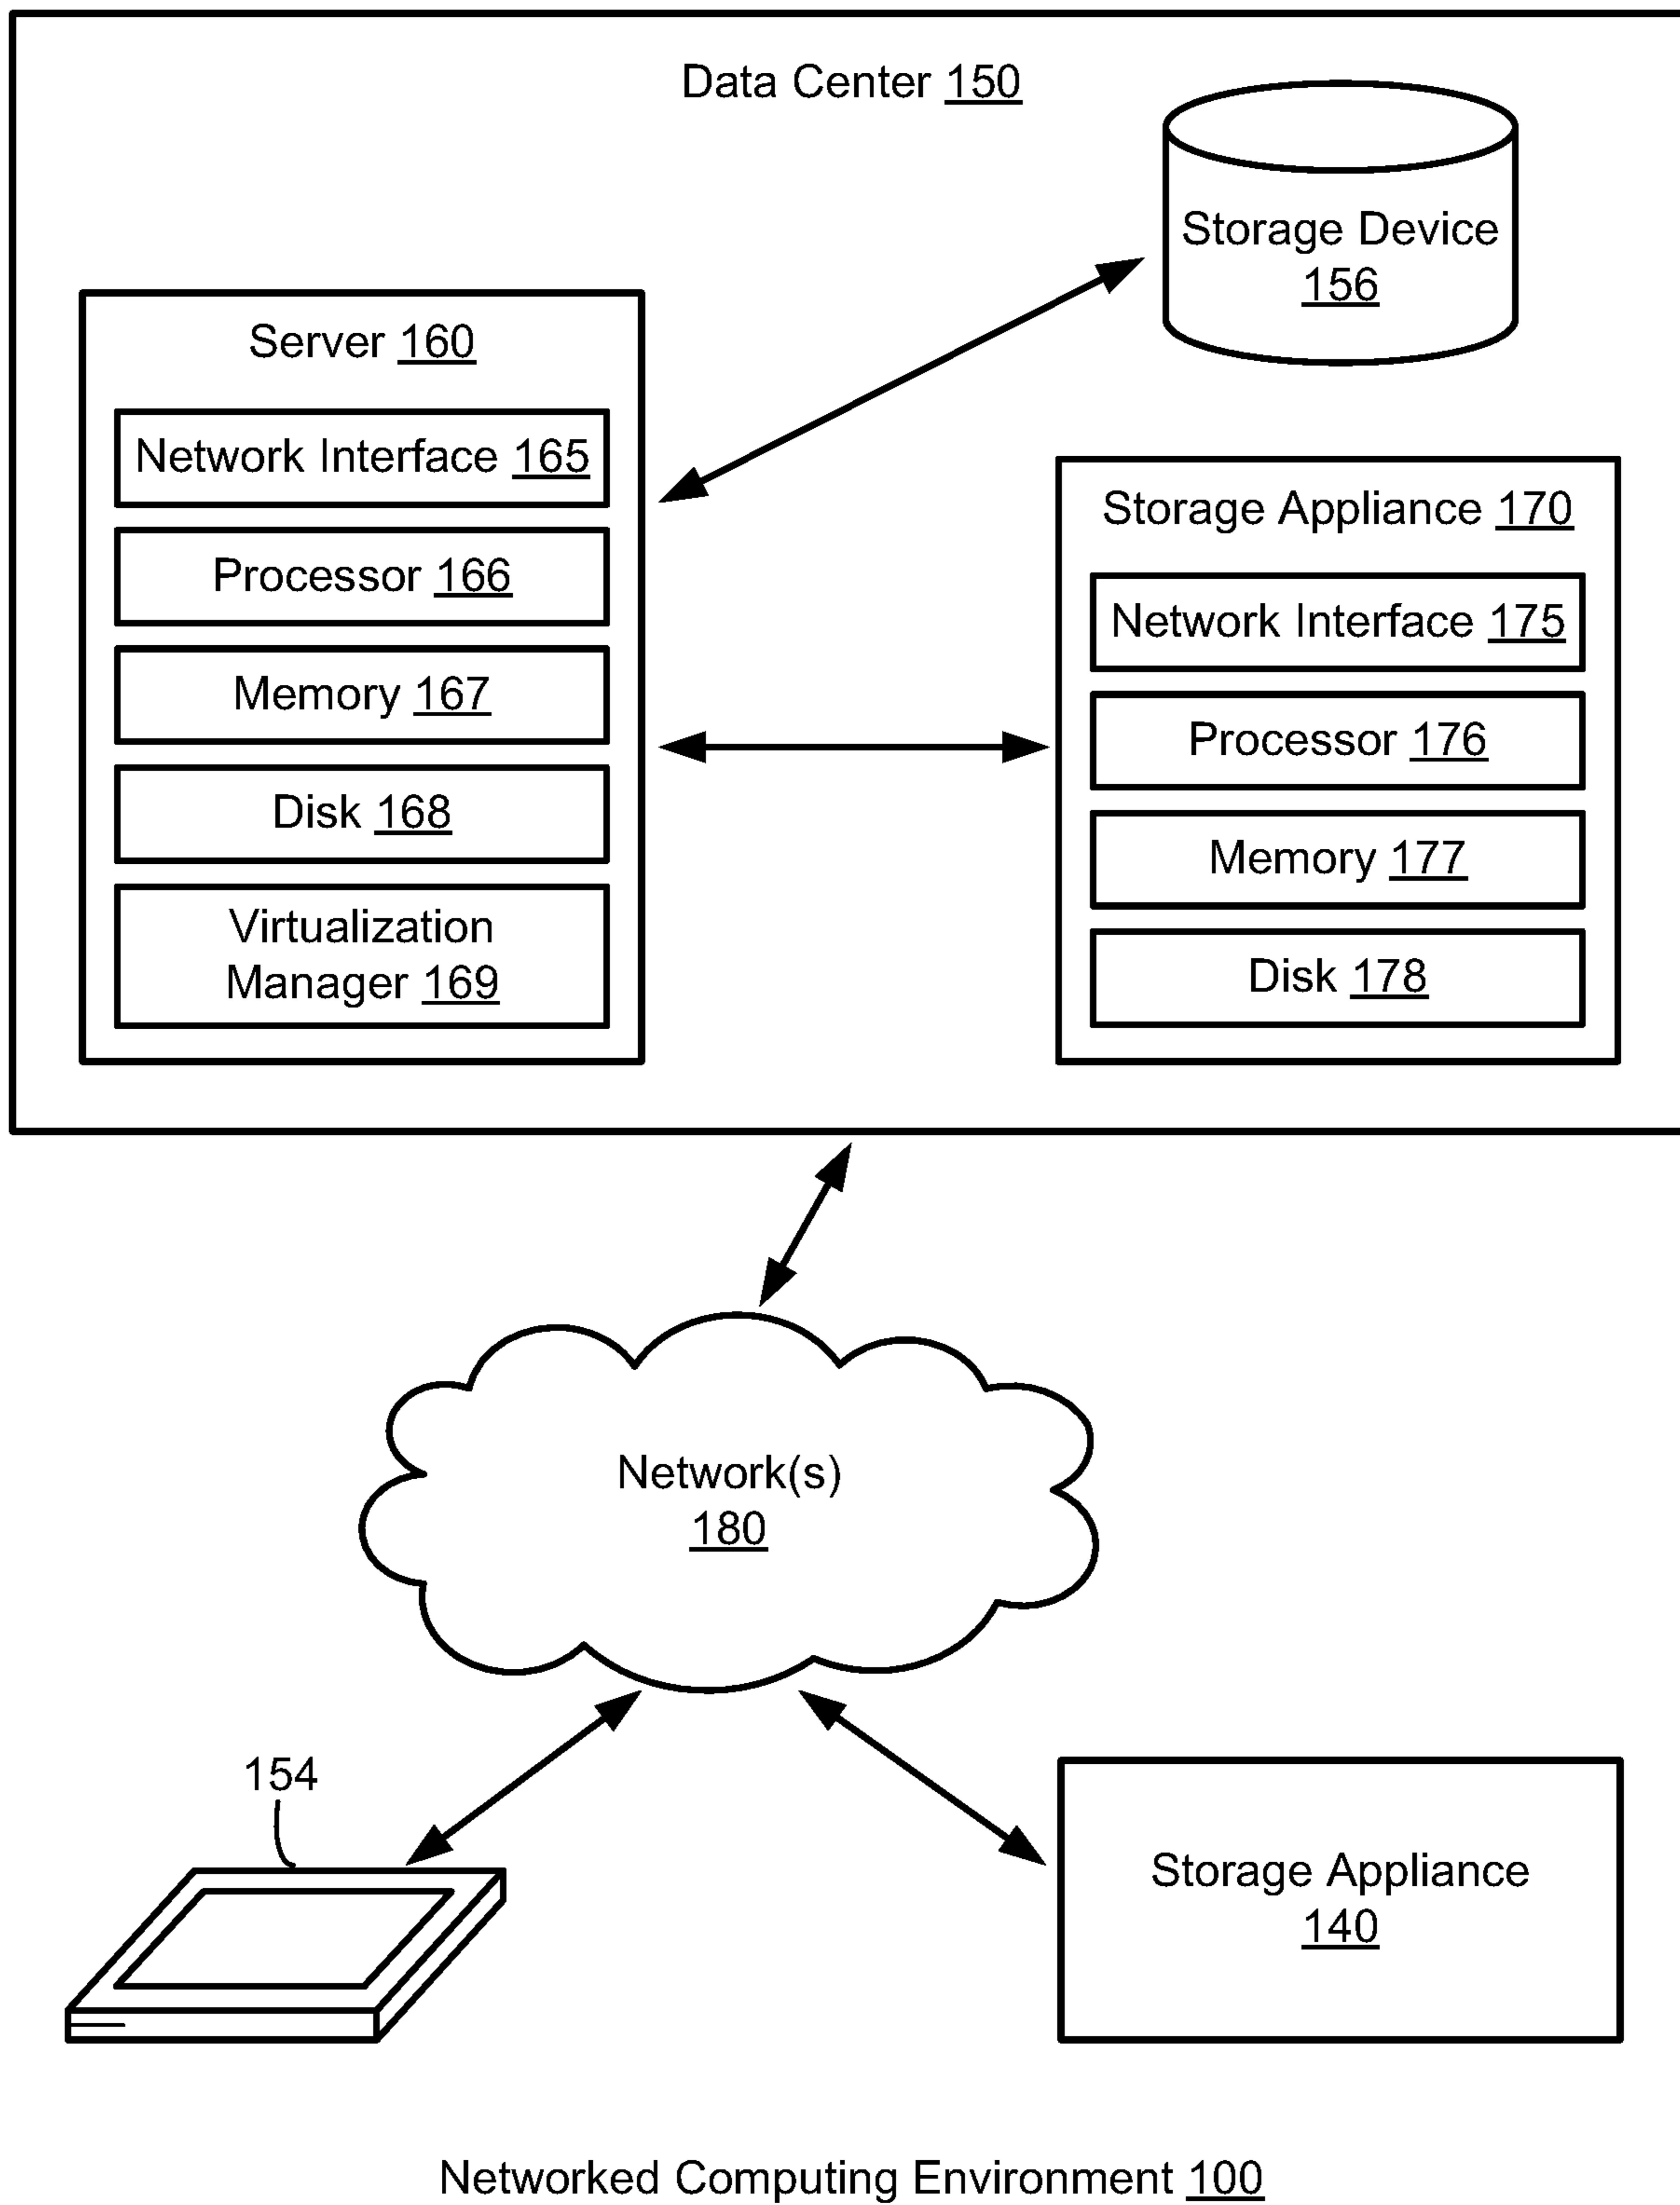 Data Center 150
Storage Device
156
Server 160
Network Interface 165
Processor 166
Memory 167
Disk 168
Virtualization
Manager 169
Storage Appliance 170
Network Interface 175
Processor 176
Memory 177
Disk 178
Network(s)
180
154
Storage Appliance
140
Networked Computing Environment 100